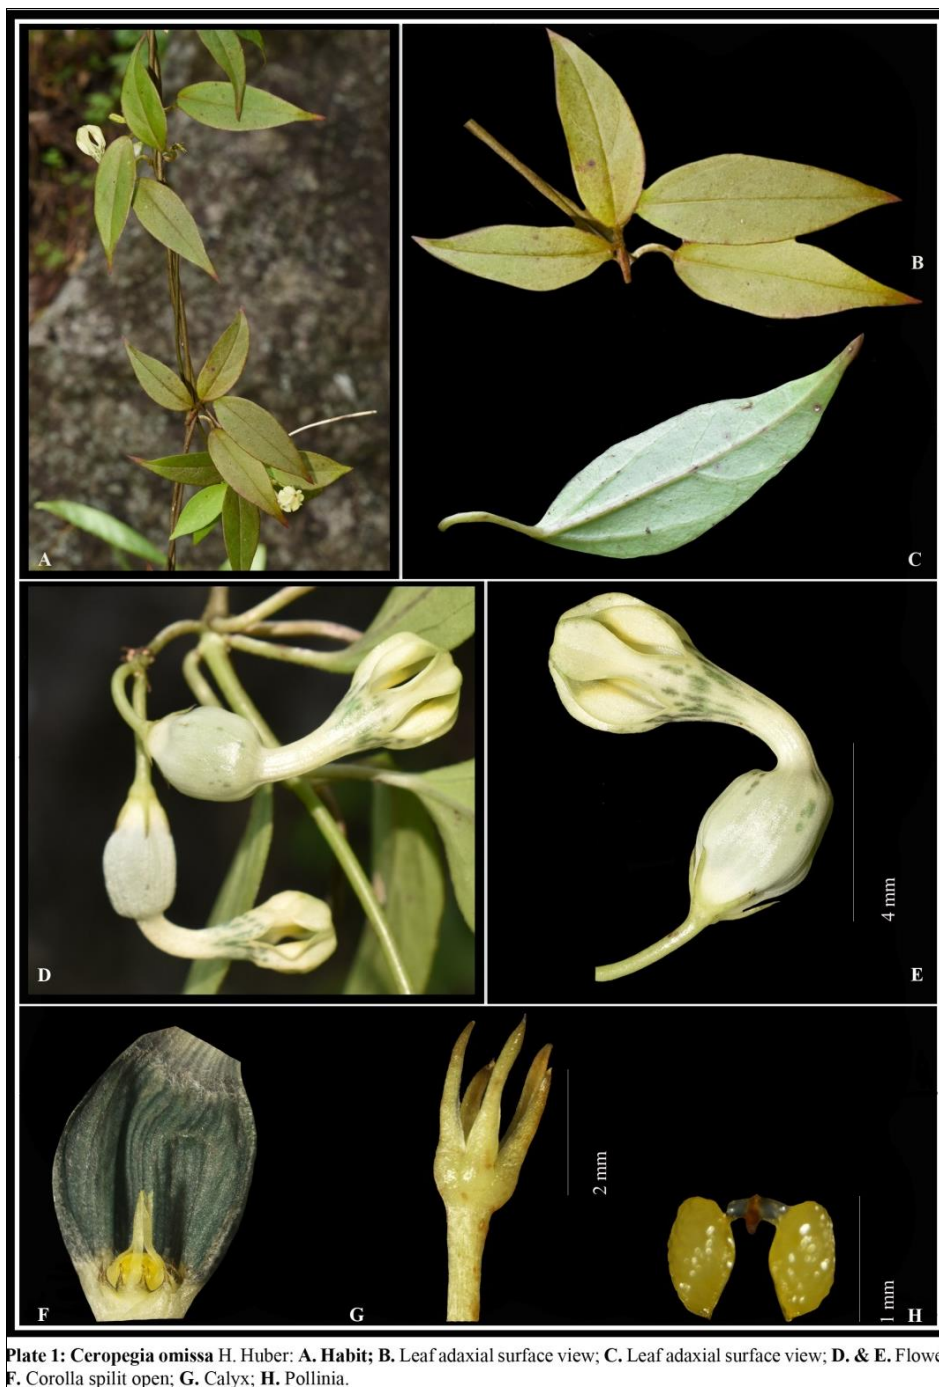 A
B
C
D
E
4 mm
F
G
2 mm
H
1 mm
Plate 1: Ceropegia omissa H. Huber: A. Habit; B. Leaf adaxial surface view; C. Leaf adaxial surface view; D. & E. Flowe
F. Corolla spilit open; G. Calyx; H. Pollinia.